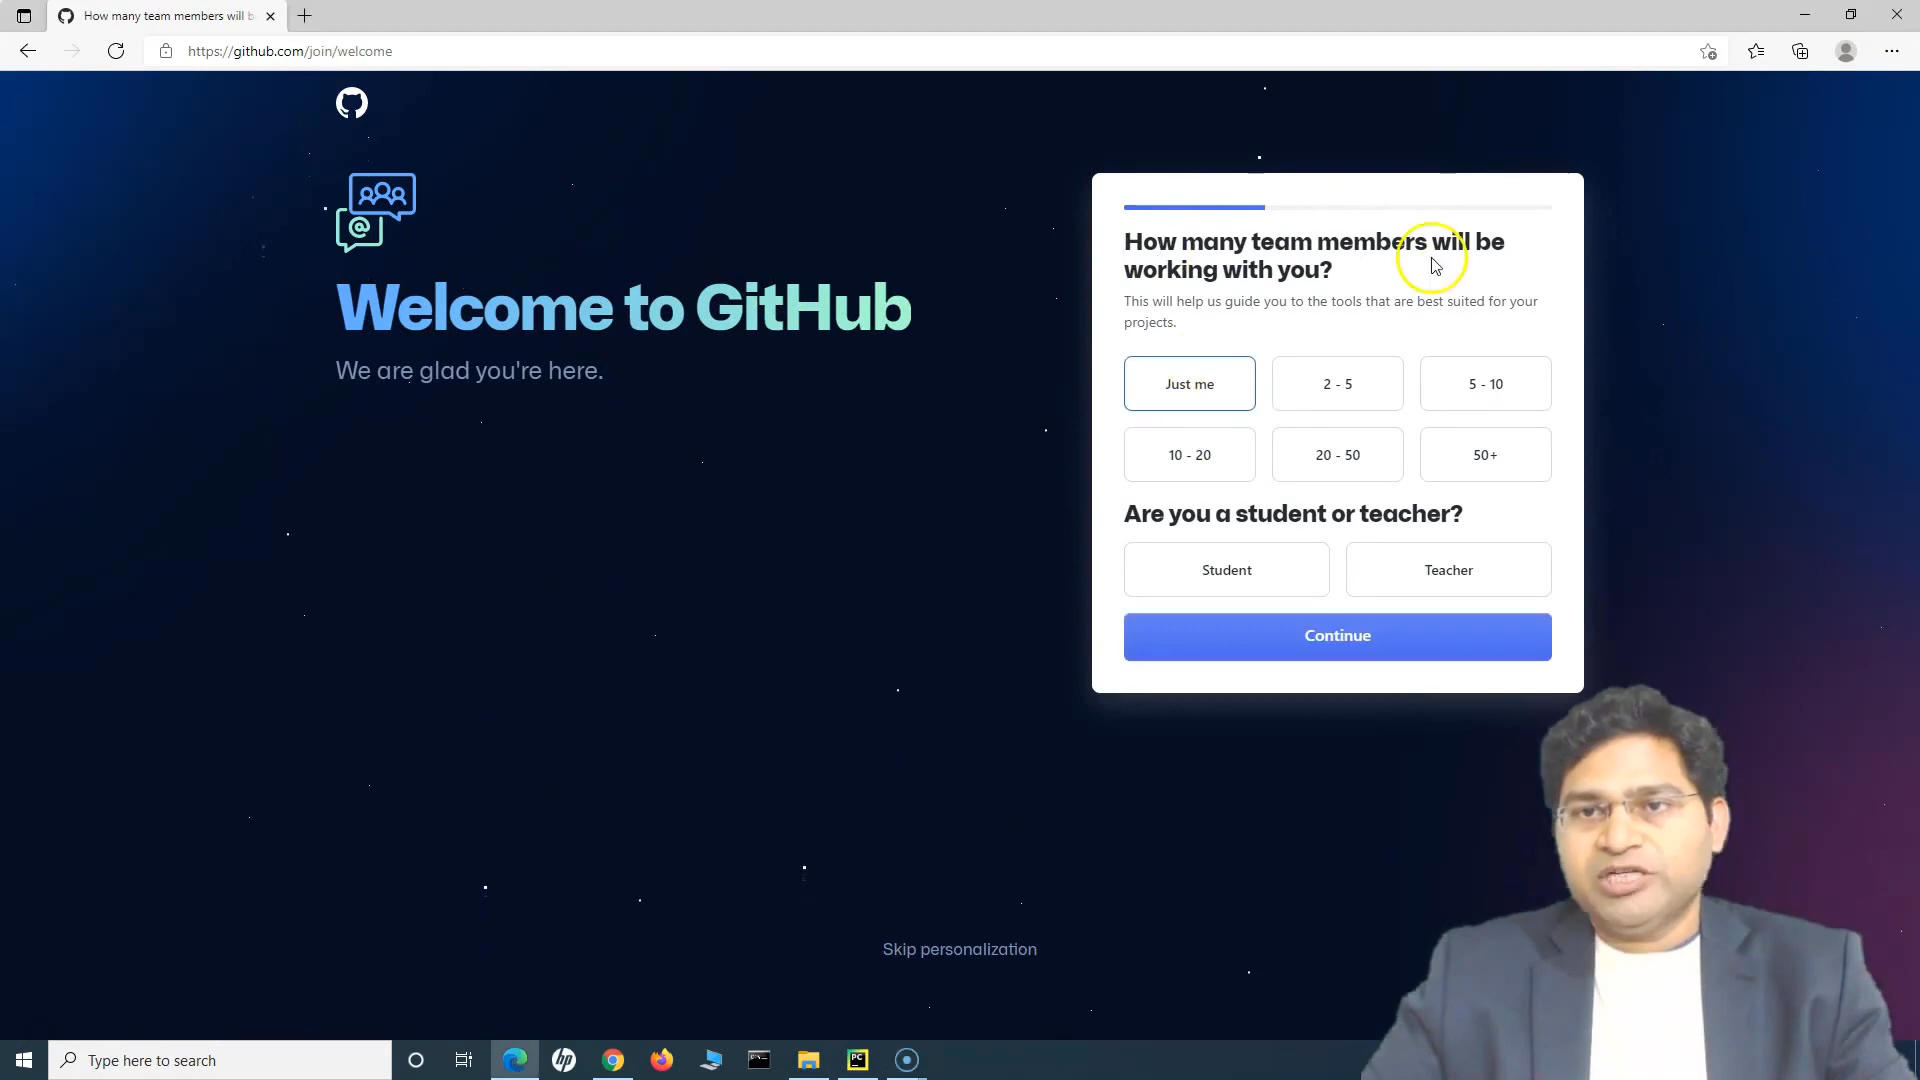 How many team members will b
https://github.com/join/welcome
Welcome to GitHub
We are glad you're here.
How many team members will be
working with you?
This will help us guide you to the tools that are best suited for your
projects.
Just me
2 - 5
5 - 10
10 - 20
20 - 50
50+
Are you a student or teacher?
Student
Teacher
Continue
Skip personalization
Type here to search
hp
PC